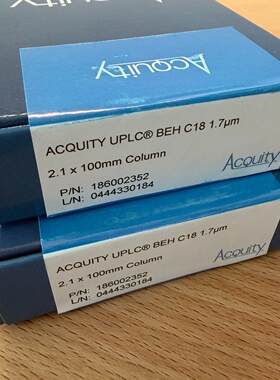 Acquity
ACQUITY UPLC® BEH C18 1.7µm
2.1 x 100mm Column
P/N: 186002352
L/N: 0444330184
Acquity
ACQUITY UPLC® BEH C18 1.7µm
2.1 x 100mm Column
P/N: 186002352
L/N: 0444330184
Acquity